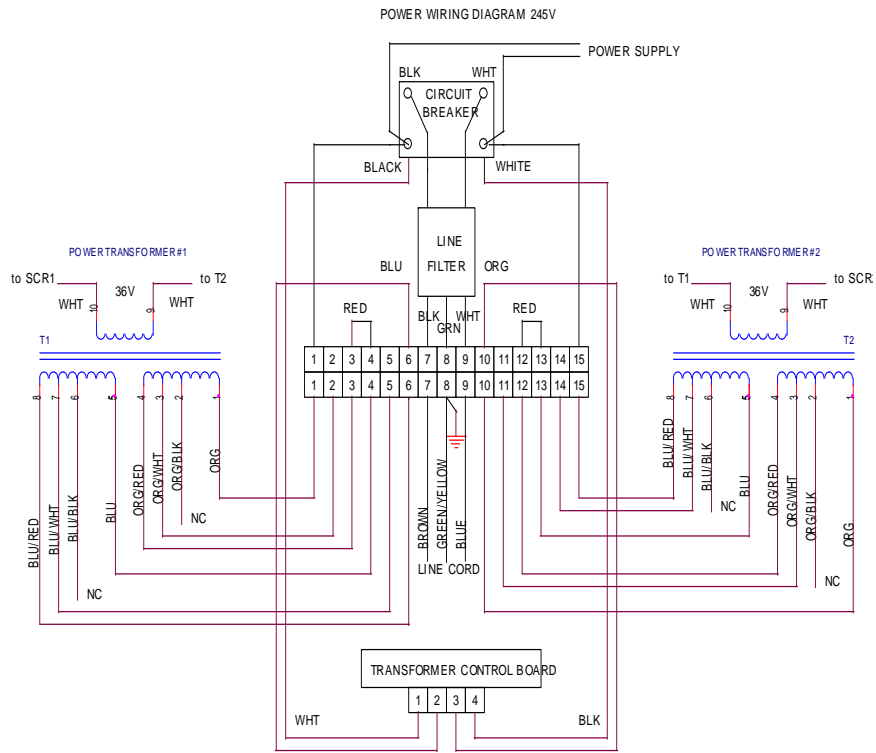 POWER WIRING DIAGRAM 245V
POWER SUPPLY
BLK WHT
CIRCUIT
BREAKER
BLACK WHITE
LINE
FILTER
BLU ORG
POWER TRANSFORMER #1
to SCR1 36V to T2
WHT 10 9 WHT
T1
POWER TRANSFORMER #2
to T1 36V to SCR
WHT 10 9 WHT
T2
RED BLK WHT RED
GRN
1 2 3 4 5 6 7 8 9 10 11 12 13 14 15
1 2 3 4 5 6 7 8 9 10 11 12 13 14 15
8 7 6 5 4 3 2 1
BLU/RED BLU/WHT BLU/BLK BLU ORG/RED ORG/WHT ORG/BLK ORG
NC
NC
8 7 6 5 4 3 2 1
BLU/RED BLU/WHT BLU/BLK BLU ORG/RED ORG/WHT ORG/BLK ORG
NC
NC
BROWN GREEN/YELLOW BLUE
LINE CORD
TRANSFORMER CONTROL BOARD
1 2 3 4
WHT BLK